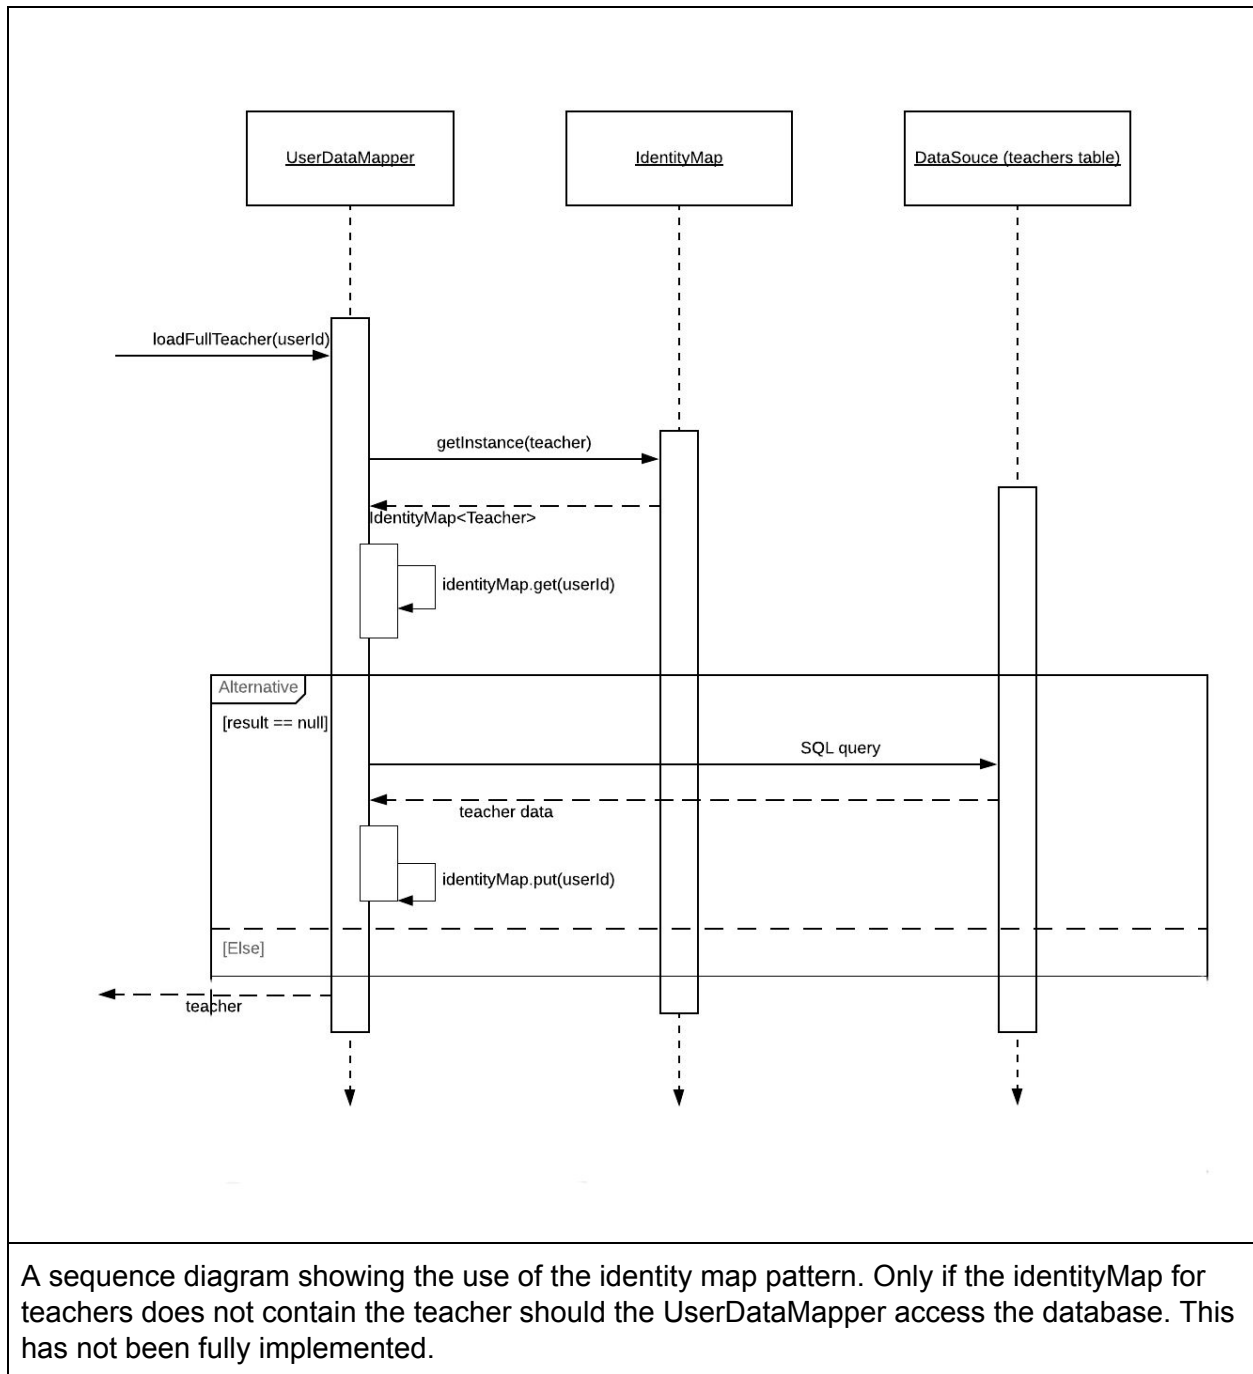 UserDataMapper
IdentityMap
DataSouce (teachers table)
loadFullTeacher(userId)
getInstance(teacher)
IdentityMap<Teacher>
identityMap.get(userId)
Alternative
[result == null]
SQL query
teacher data
identityMap.put(userId)
[Else]
teacher
A sequence diagram showing the use of the identity map pattern. Only if the identityMap for
teachers does not contain the teacher should the UserDataMapper access the database. This
has not been fully implemented.